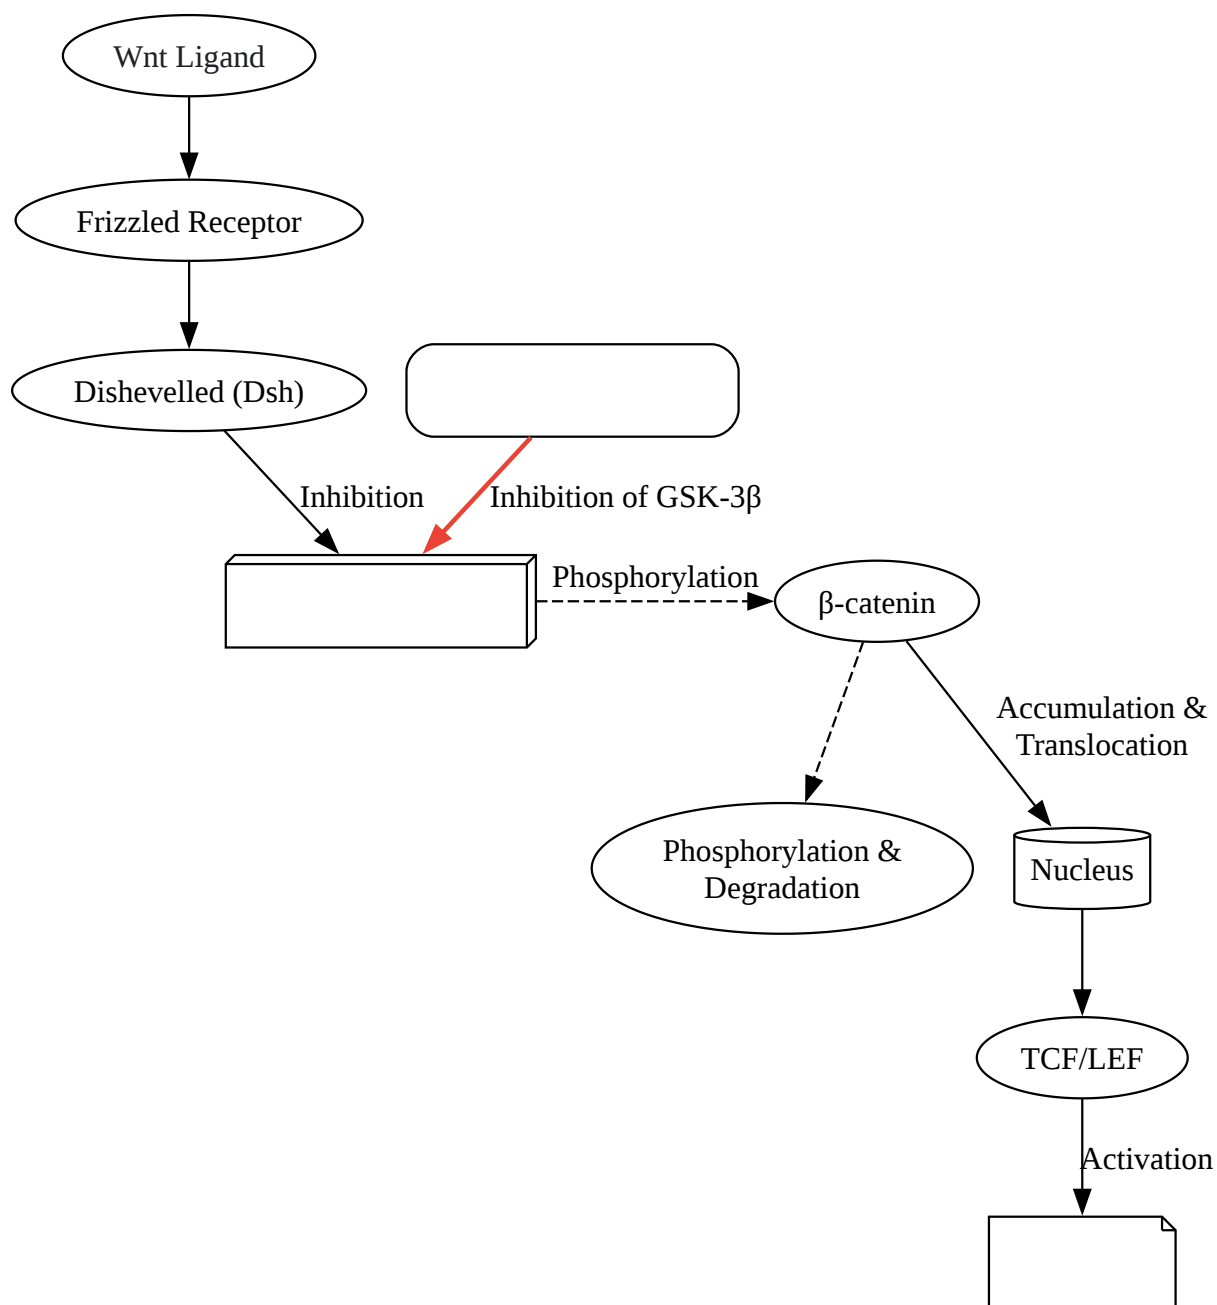 Wnt Ligand
Frizzled Receptor
Dishevelled (Dsh)
Inhibition
Inhibition of GSK-3β
Phosphorylation
β-catenin
Accumulation &
Translocation
Phosphorylation &
Degradation
Nucleus
TCF/LEF
Activation